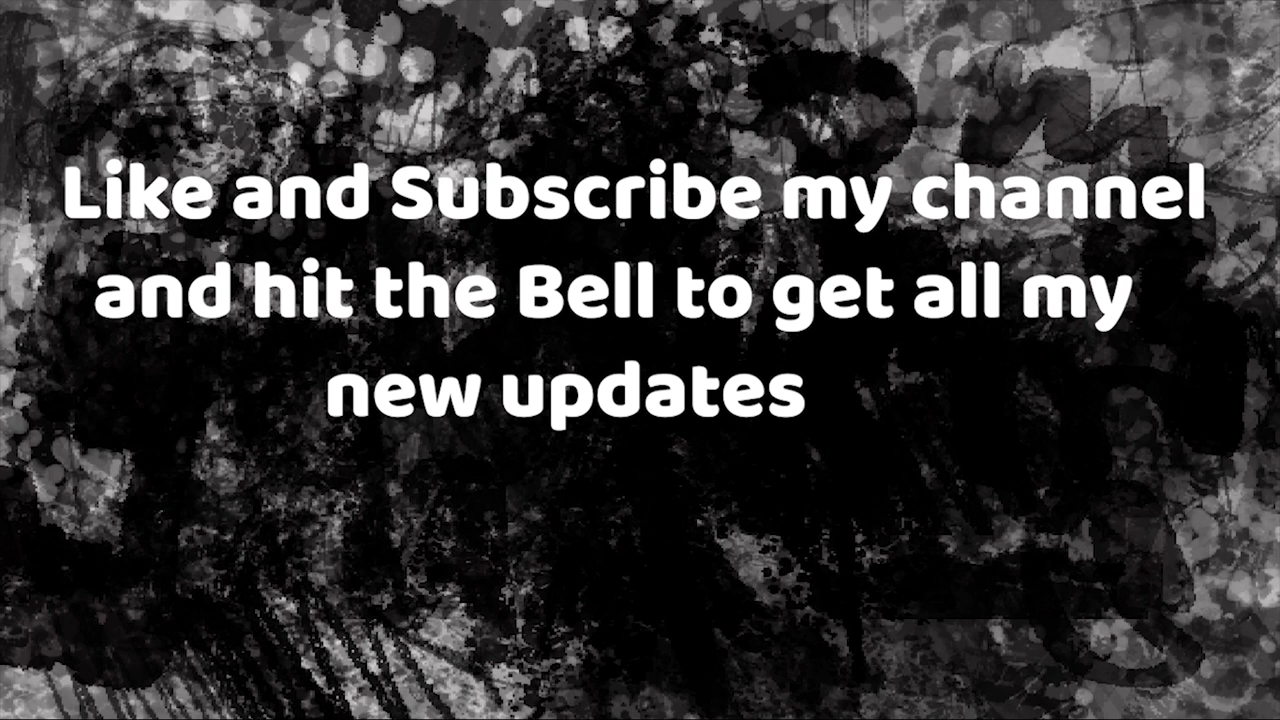 Like and Subscribe my channel
and hit the Bell to get all my
new updates